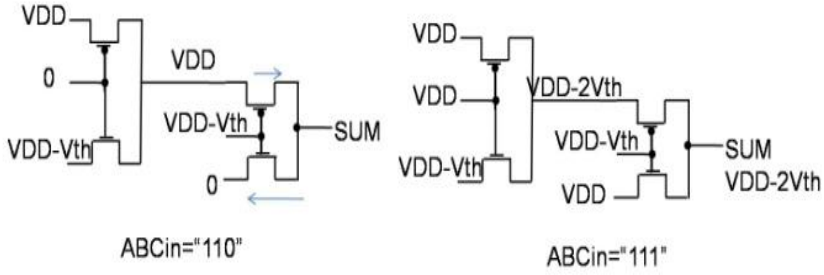 VDD
0
VDD-Vth
VDD
VDD-Vth
0
SUM
ABCin="110"
VDD
VDD
VDD-Vth
VDD-2Vth
VDD-Vth
VDD
SUM
VDD-2Vth
ABCin="111"